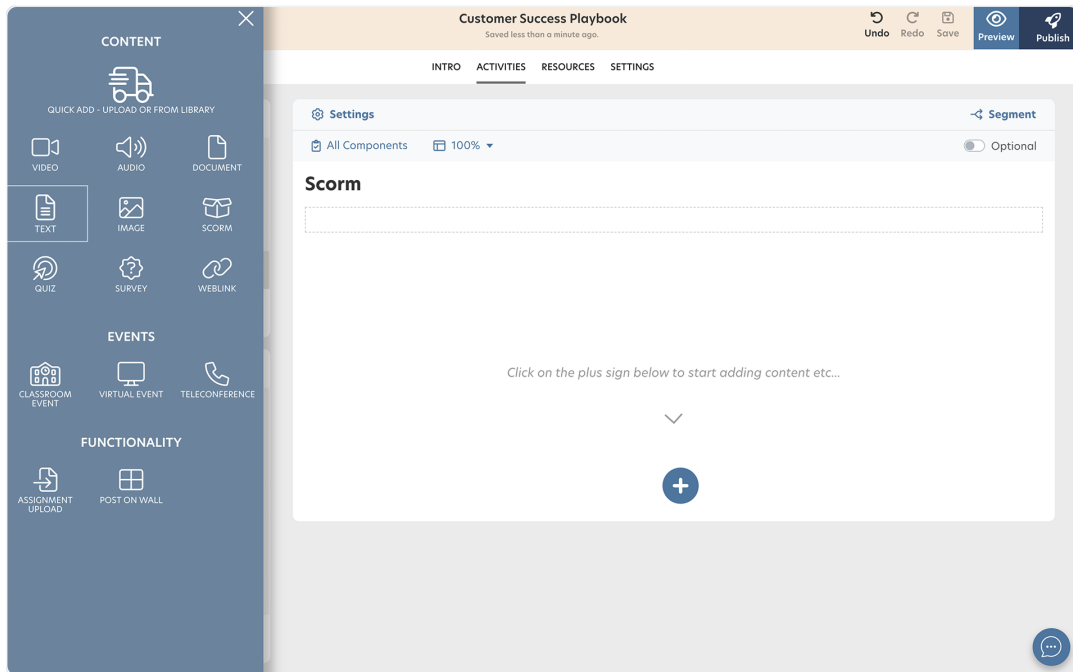 CONTENT
QUICK ADD - UPLOAD OR FROM LIBRARY
VIDEO
AUDIO
DOCUMENT
TEXT
IMAGE
SCORM
QUIZ
SURVEY
WEBLINK
EVENTS
CLASSROOM
EVENT
VIRTUAL EVENT
TELECONFERENCE
FUNCTIONALITY
ASSIGNMENT
UPLOAD
POST ON WALL
Customer Success Playbook
Saved less than a minute ago.
Undo
Redo
Save
Preview
Publish
INTRO
ACTIVITIES
RESOURCES
SETTINGS
Settings
Segment
All Components
100%
Optional
Scorm
Click on the plus sign below to start adding content etc...